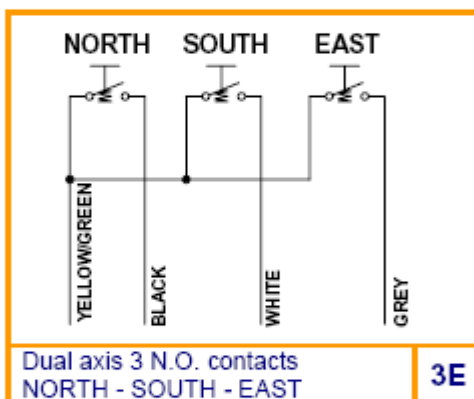 NORTH SOUTH EAST
YELLOW/GREEN
BLACK
WHITE
GREY
Dual axis 3 N.O. contacts
NORTH - SOUTH - EAST
3E